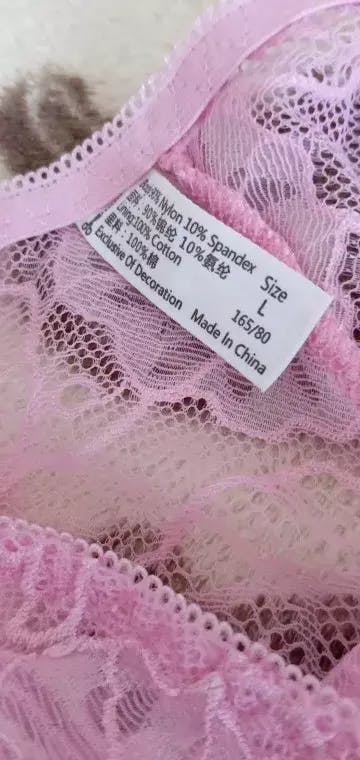 Nylon 10% Spandex
90%锦纶 10%氨纶
Lining:100% Cotton
里料:100%棉
Exclusive Of Decoration
Size
L
165/80
Made In China